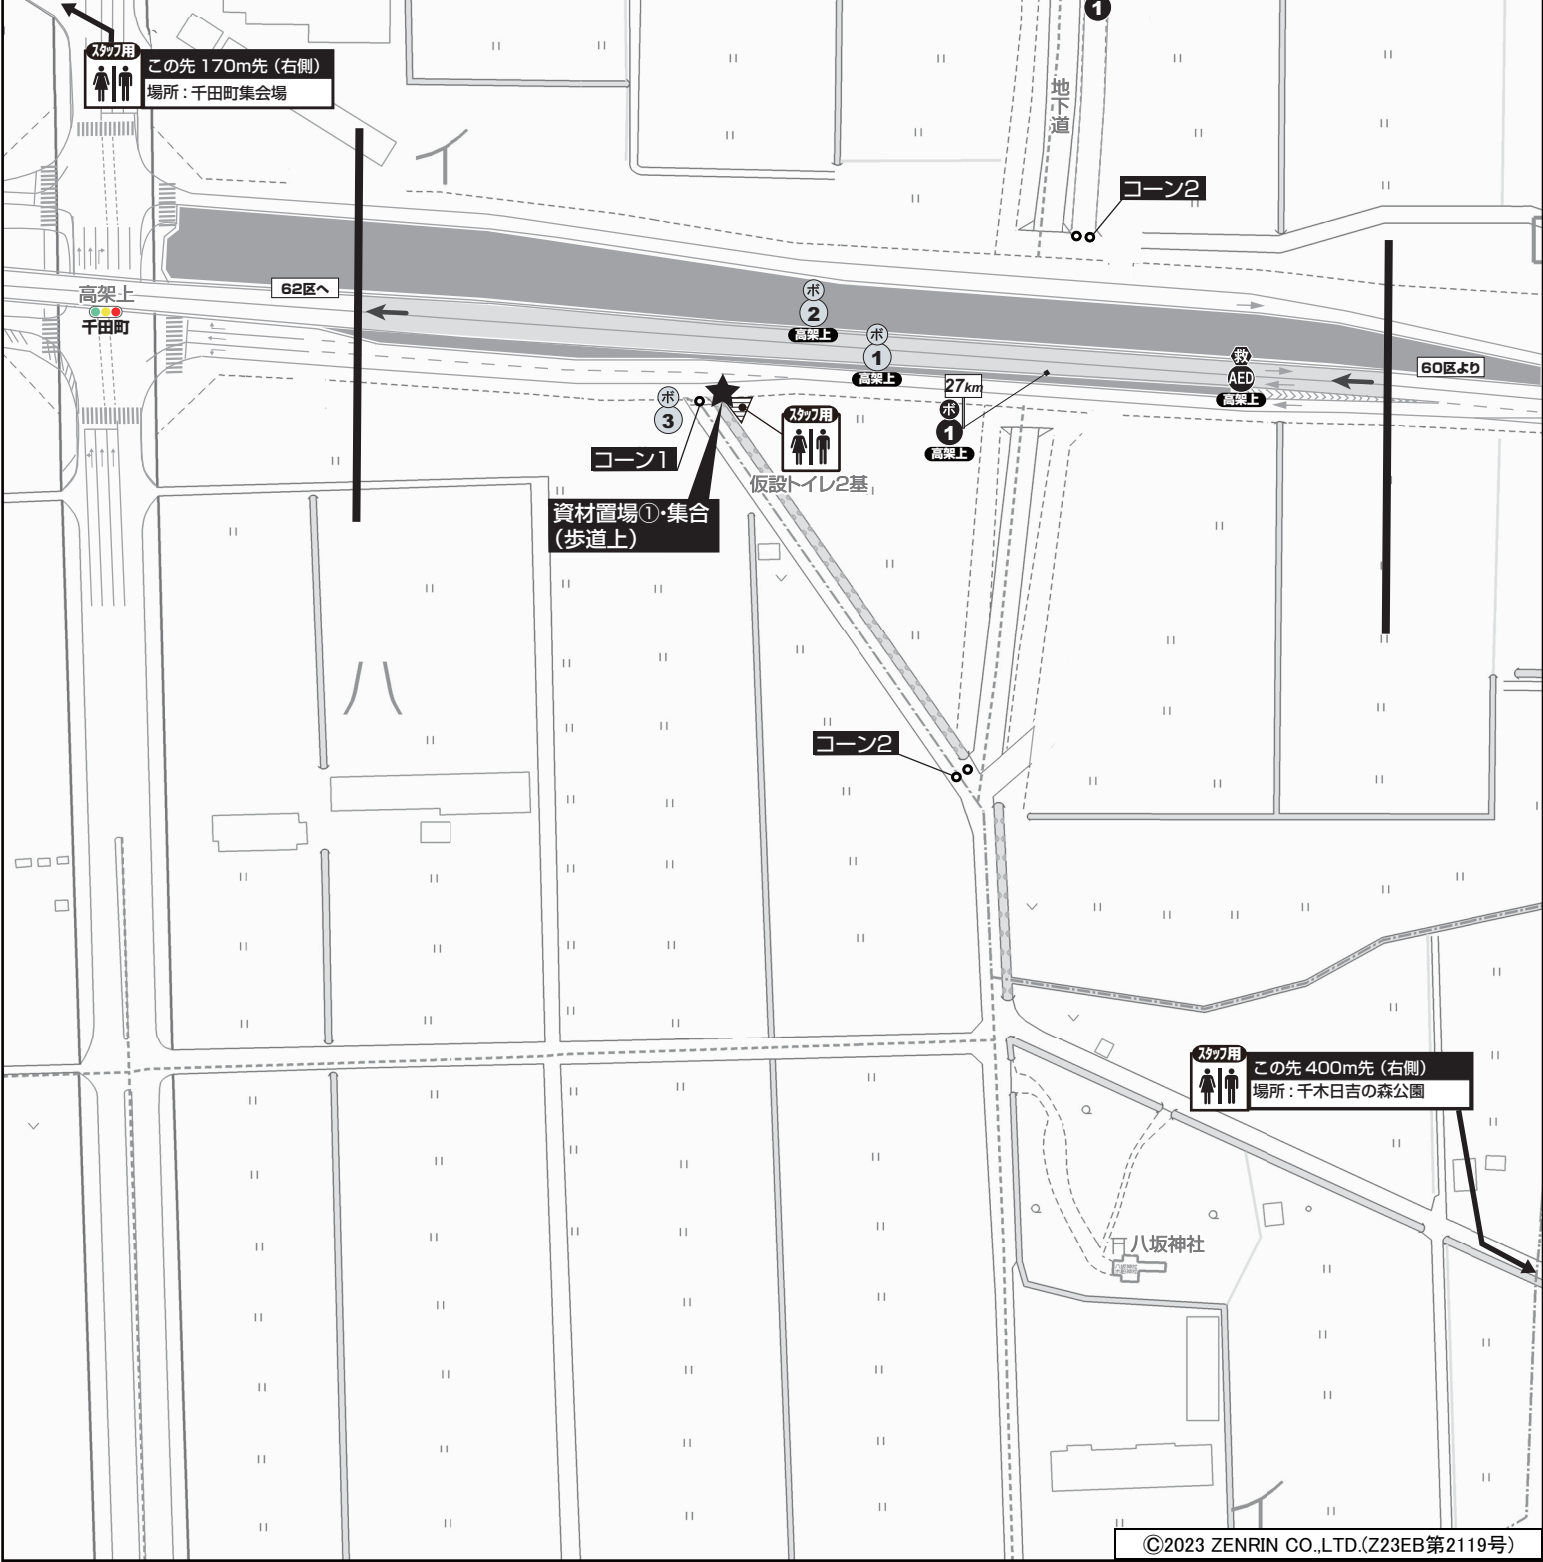 1
スタッフ用
この先 170m先 (右側)
場所 : 千田町集会場
地下道
イ
コーン2
62区へ
高架上
千田町
ボ
2
高架上
ボ
1
高架上
救
AED
高架上
60区より
27km
ボ
1
高架上
ボ
3
スタッフ用
仮設トイレ2基
コーン1
資材置場①・集合
(歩道上)
八
コーン2
スタッフ用
この先 400m先 (右側)
場所 : 千木日吉の森公園
八坂神社
イ
Ⓒ2023 ZENRIN CO.,LTD.(Z23EB第2119号)